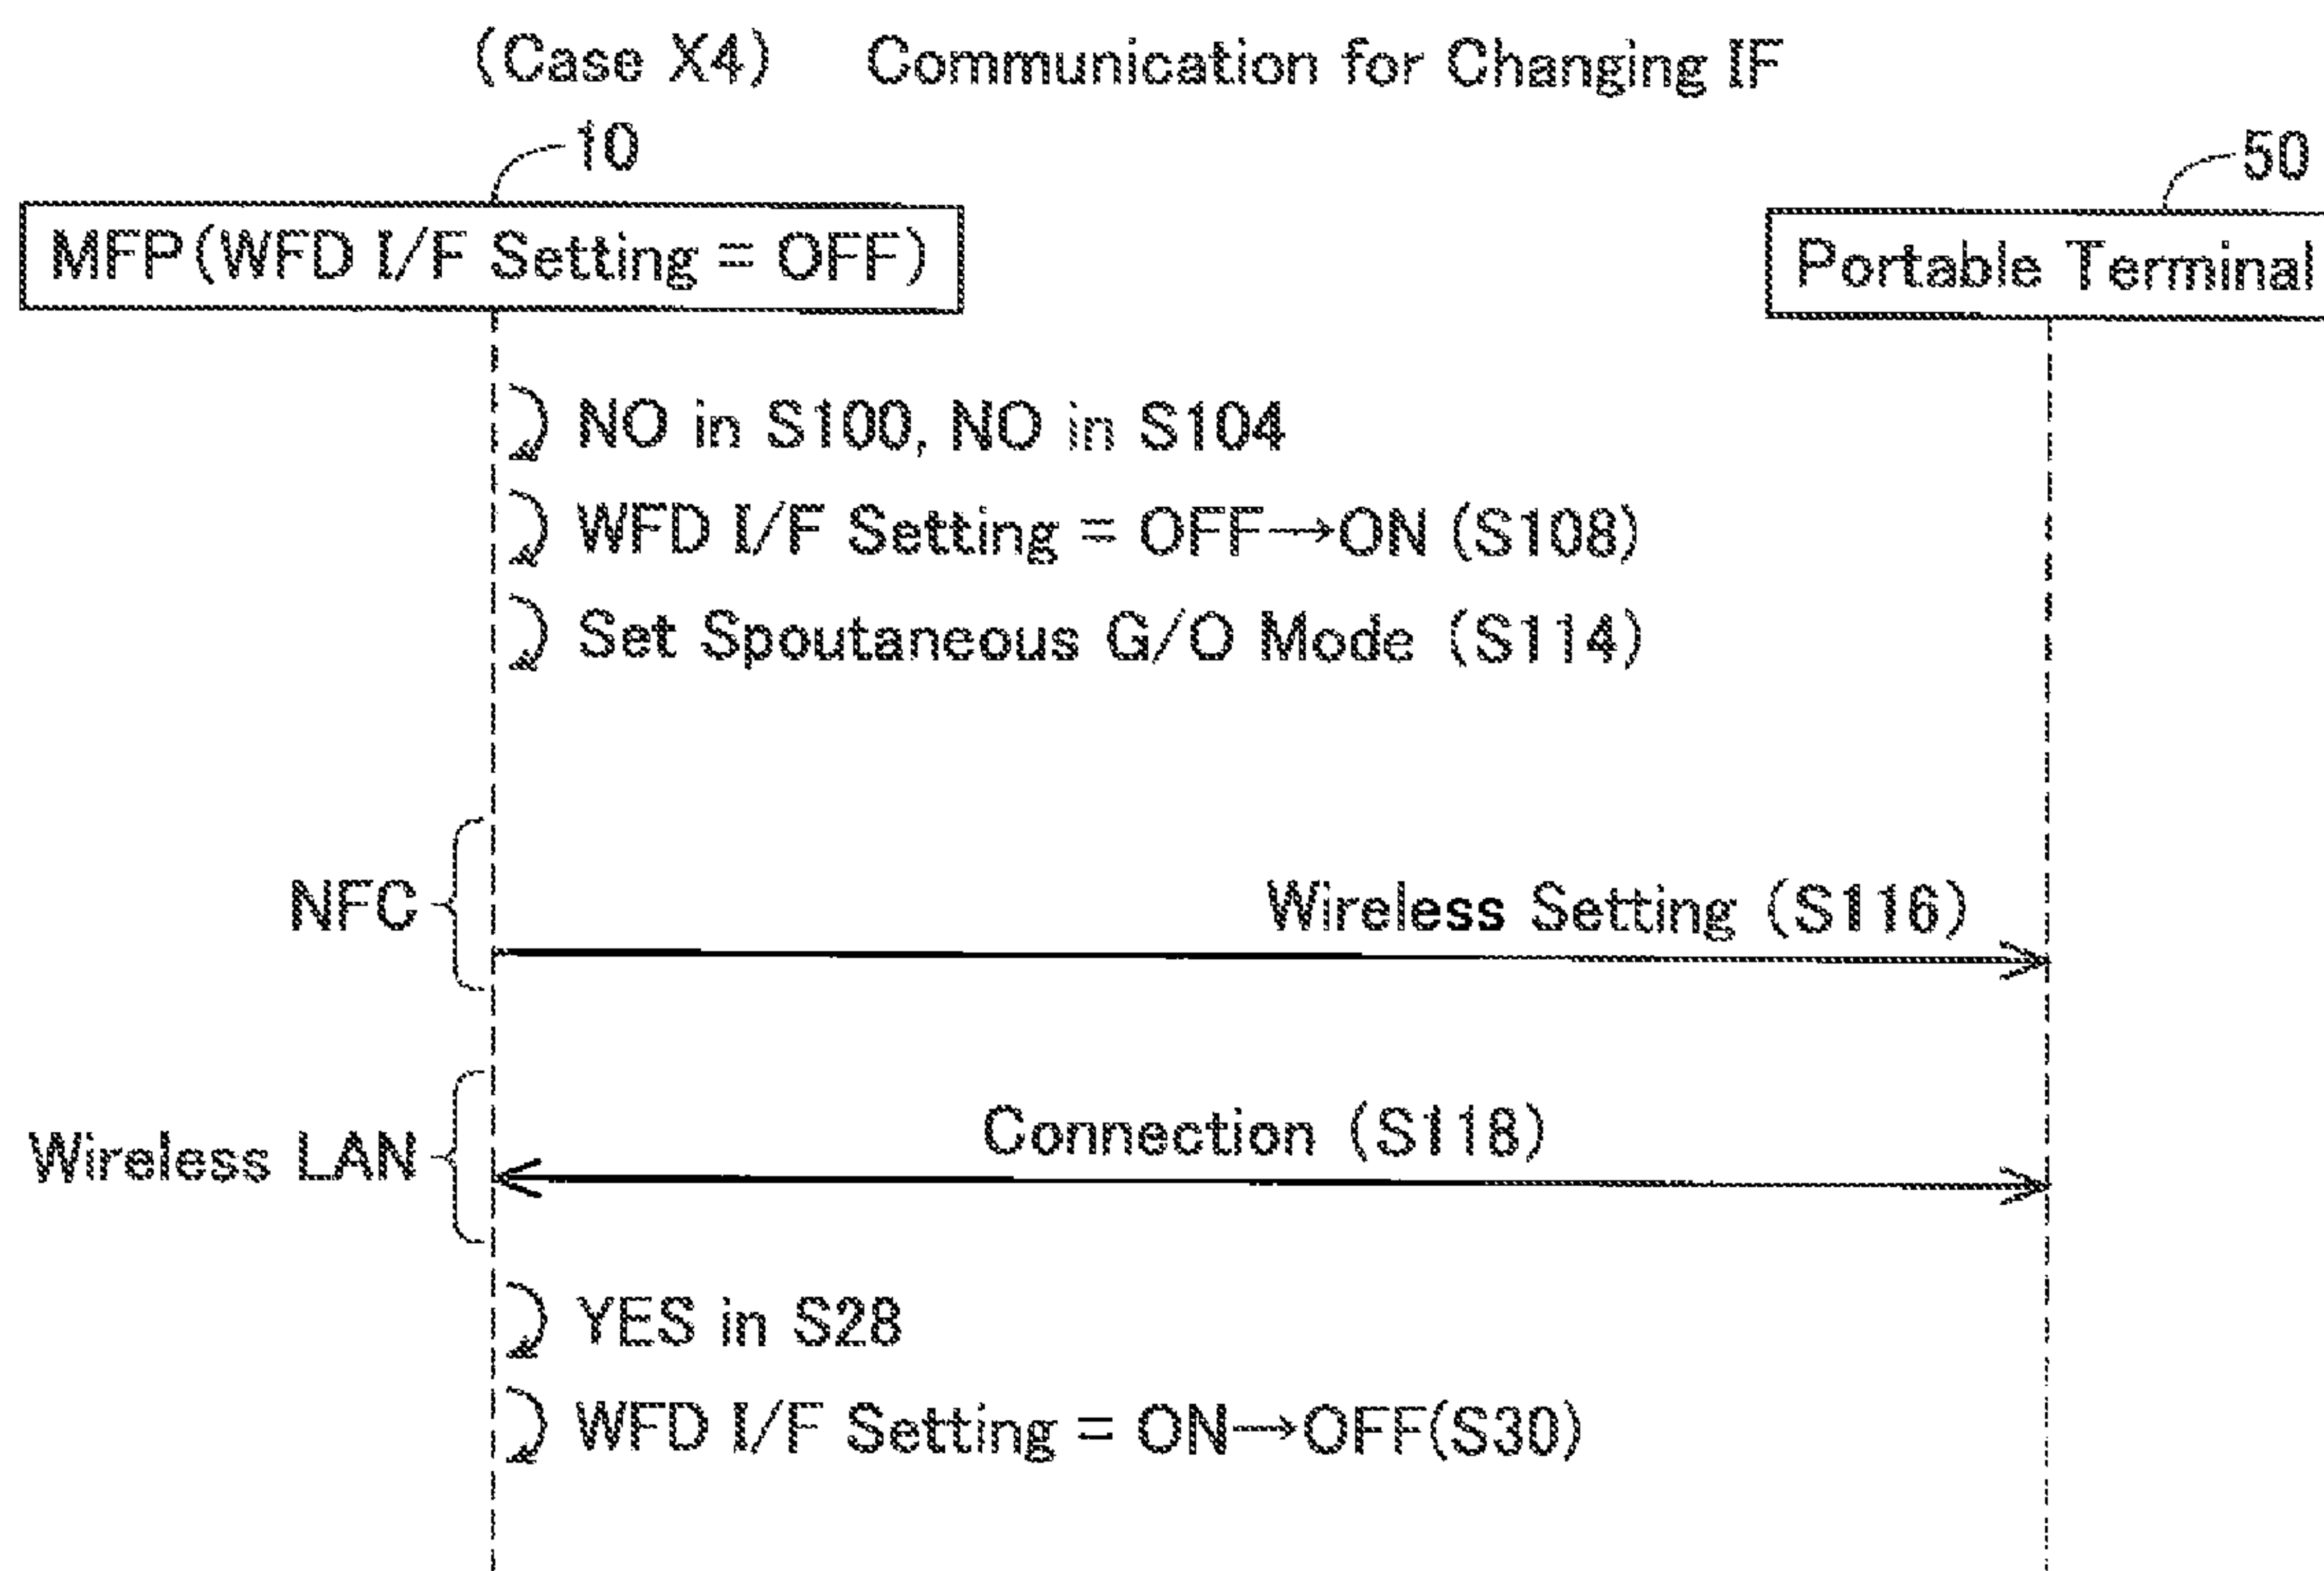 (Case X4) Communication for Changing IF
10
50
MFP(WFD I/F Setting = OFF)
Portable Terminal
NO in S100, NO in S104
WFD I/F Setting = OFF→ON (S108)
Set Spoutaneous G/O Mode (S114)
NFC
Wireless Setting (S116)
Wireless LAN
Connection (S118)
YES in S28
WFD I/F Setting = ON→OFF(S30)